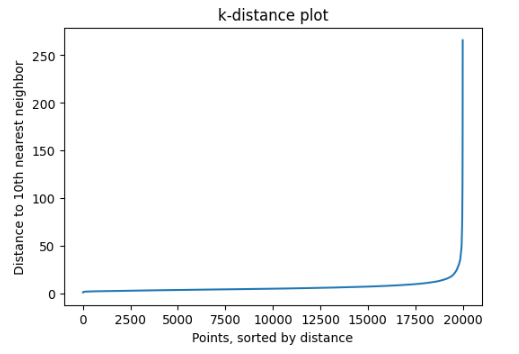 k-distance plot
Distance to 10th nearest neighbor
250
200
150
100
50
0
0 2500 5000 7500 10000 12500 15000 17500 20000
Points, sorted by distance